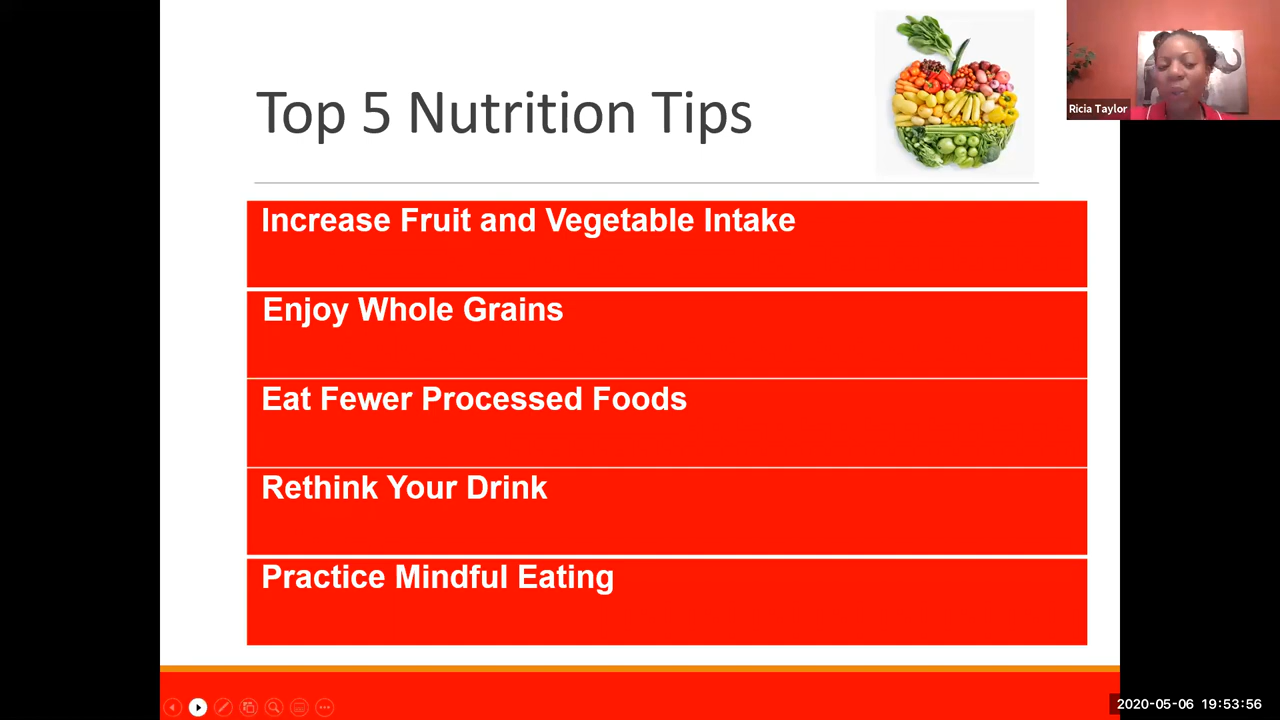 Top 5 Nutrition Tips
Ricia Taylor
Increase Fruit and Vegetable Intake
Enjoy Whole Grains
Eat Fewer Processed Foods
Rethink Your Drink
Practice Mindful Eating
2020-05-06 19:53:56